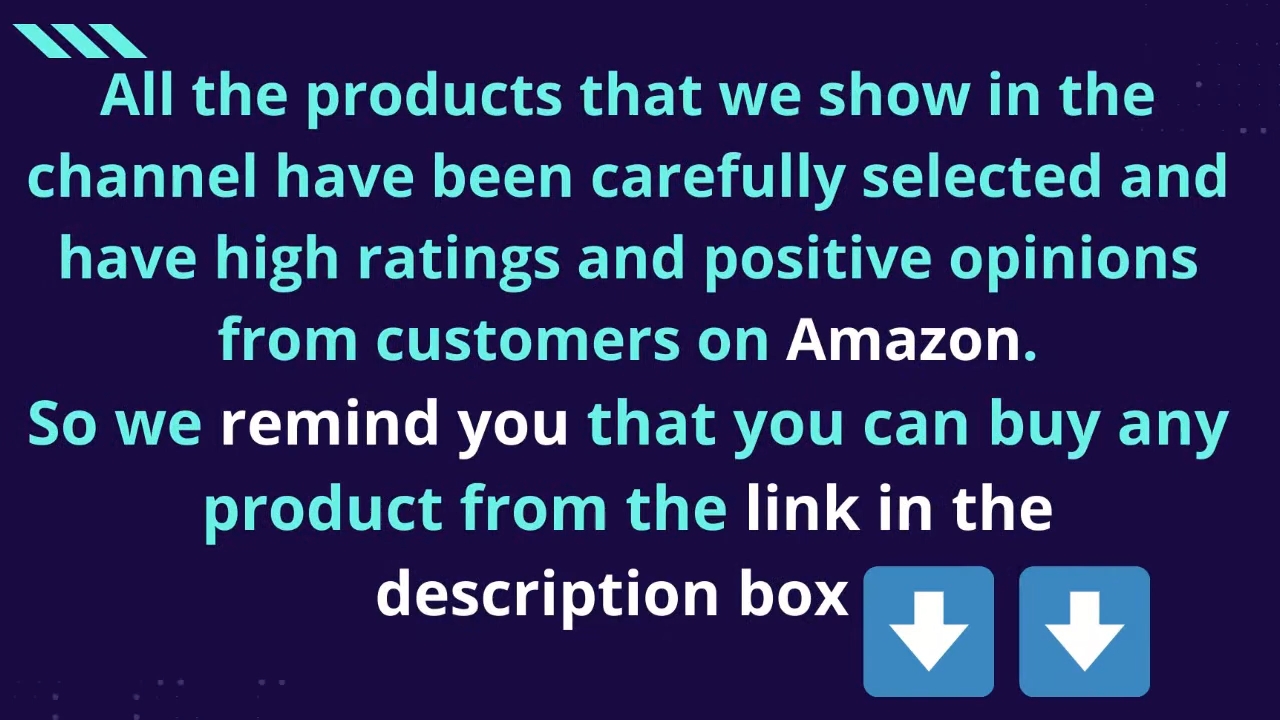 All the products that we show in the
channel have been carefully selected and
have high ratings and positive opinions
from customers on Amazon.
So we remind you that you can buy any
product from the link in the
description box